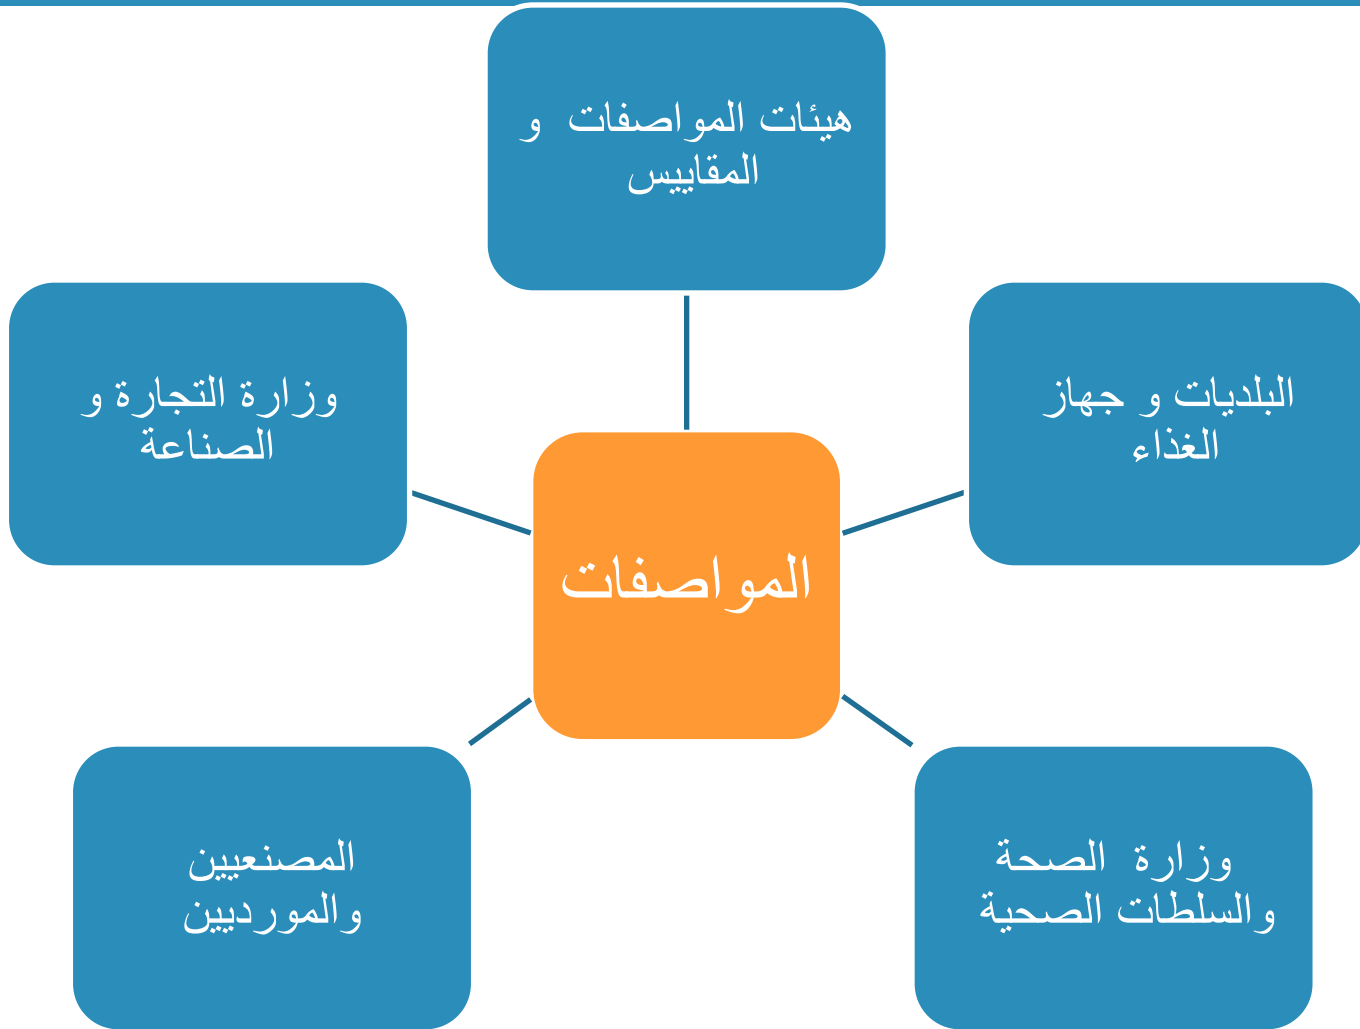 هيئات المواصفات و
المقاييس
البلديات و جهاز
الغذاء
وزارة التجارة و
الصناعة
المواصفات
وزارة الصحة
والسلطات الصحية
المصنعيين
والمورديين